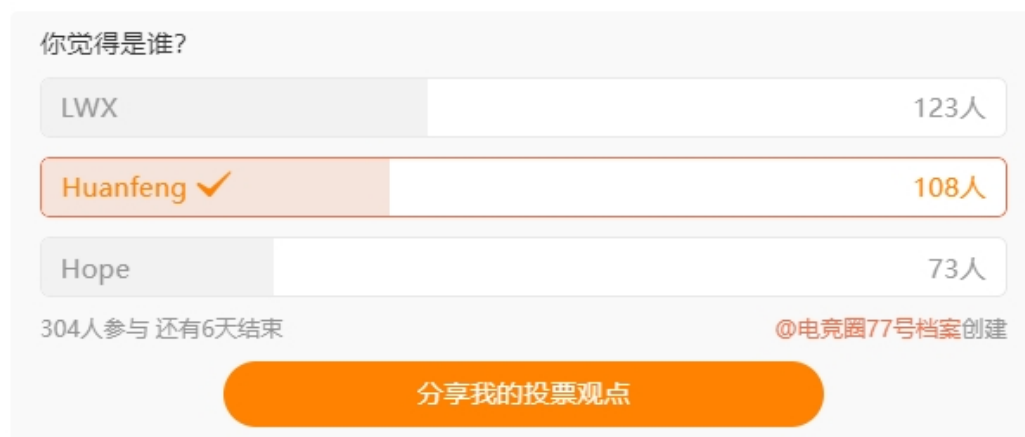 你觉得是谁?
LWX 123人
Huanfeng 108人
Hope 73人
304人参与 还有6天结束 @电竞圈77号档案创建
分享我的投票观点